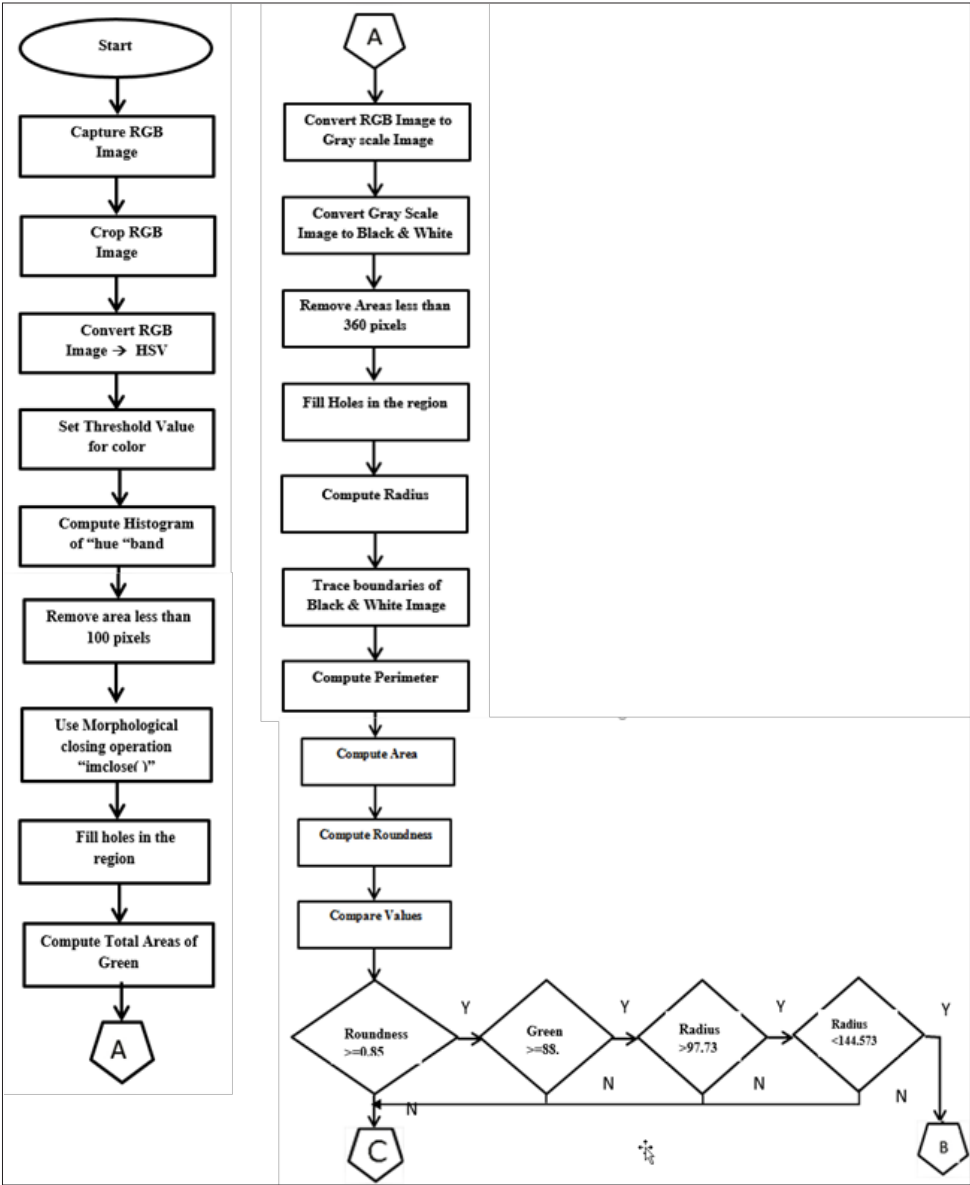 Start
Capture RGB
Image
Crop RGB
Image
Convert RGB
Image → HSV
Set Threshold Value
for color
Compute Histogram
of “hue “band
Remove area less than
100 pixels
Use Morphological
closing operation
“imclose( )”
Fill holes in the
region
Compute Total Areas of
Green
A
A
Convert RGB Image to
Gray scale Image
Convert Gray Scale
Image to Black & White
Remove Areas less than
360 pixels
Fill Holes in the region
Compute Radius
Trace boundaries of
Black & White Image
Compute Perimeter
Compute Area
Compute Roundness
Compare Values
Roundness
>=0.85
Y
Green
>=88.
Y
Radius
>97.73
Y
Radius
<144.573
Y
N
N
N
N
C
B